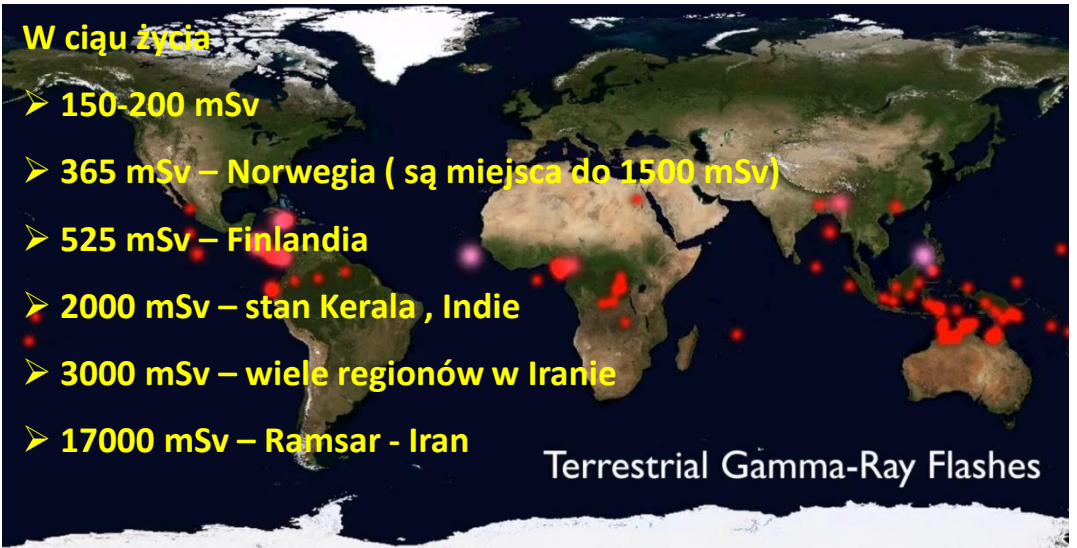 W ciąu życia
➢ 150-200 mSv
➢ 365 mSv – Norwegia ( są miejsca do 1500 mSv)
➢ 525 mSv – Finlandia
➢ 2000 mSv – stan Kerala , Indie
➢ 3000 mSv – wiele regionów w Iranie
➢ 17000 mSv – Ramsar - Iran
Terrestrial Gamma-Ray Flashes